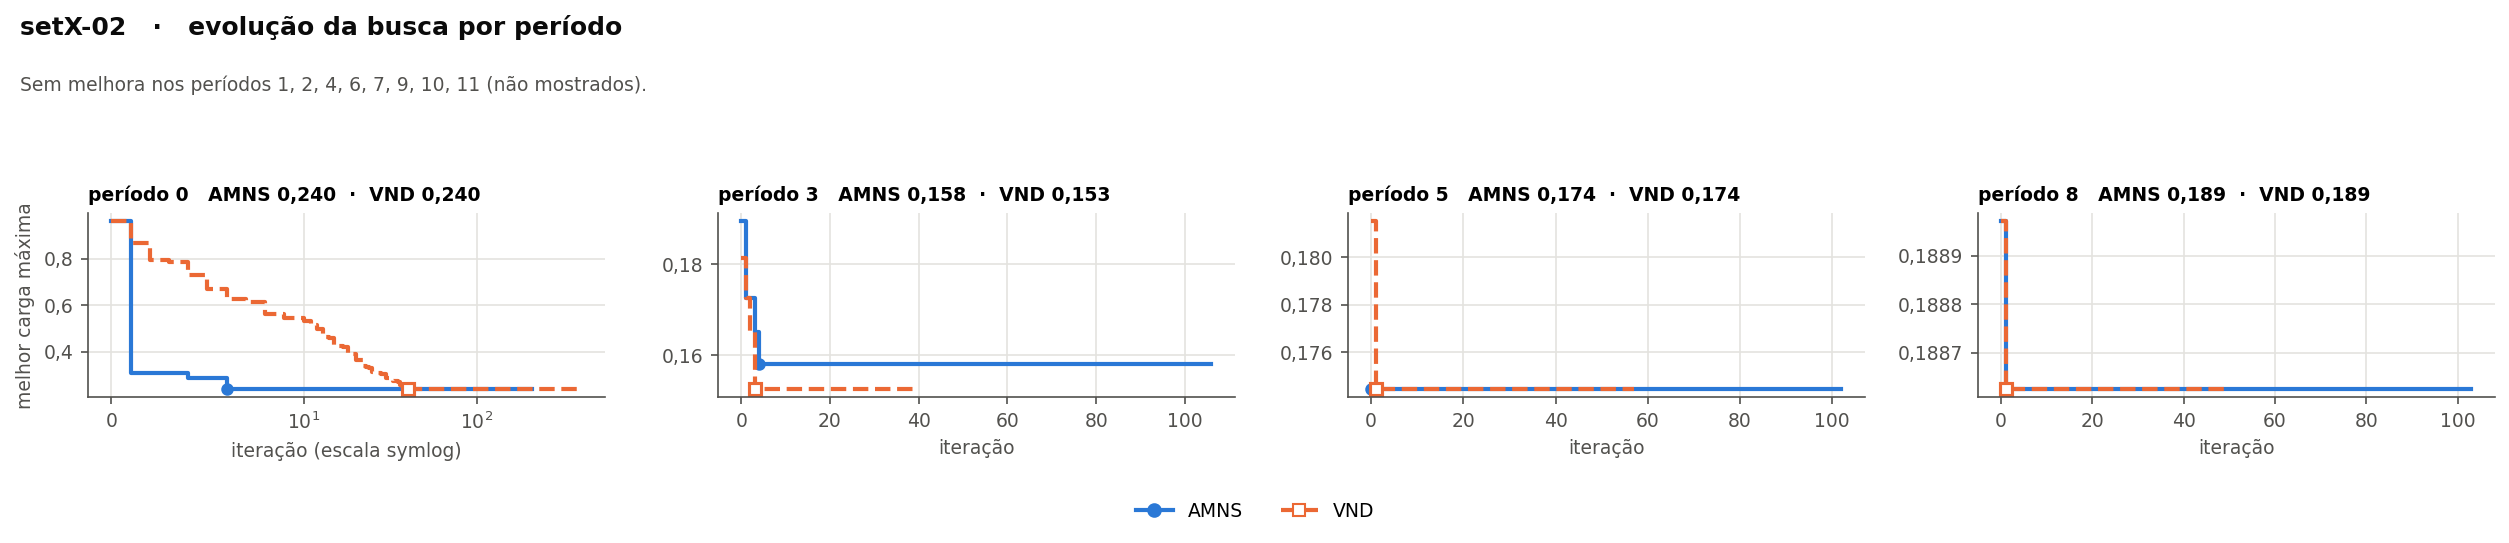 setX-02 · evolução da busca por período
Sem melhora nos períodos 1, 2, 4, 6, 7, 9, 10, 11 (não mostrados).
período 0 AMNS 0,240 · VND 0,240
melhor carga máxima
0,8
0,6
0,4
0 10¹ 10²
iteração (escala symlog)
período 3 AMNS 0,158 · VND 0,153
0,18
0,16
0 20 40 60 80 100
iteração
período 5 AMNS 0,174 · VND 0,174
0,180
0,178
0,176
0 20 40 60 80 100
iteração
período 8 AMNS 0,189 · VND 0,189
0,1889
0,1888
0,1887
0 20 40 60 80 100
iteração
AMNS VND